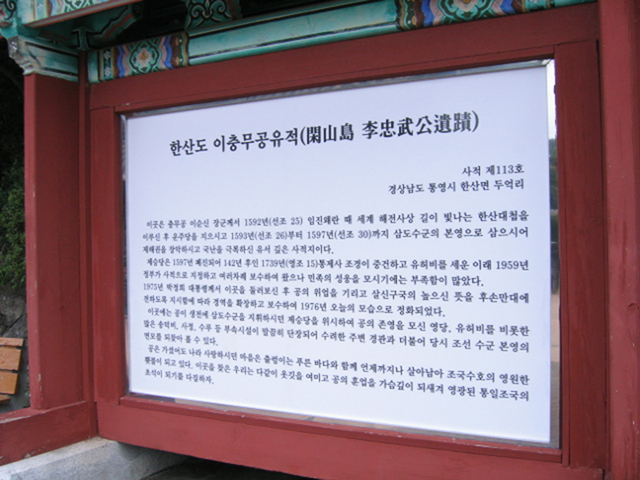 한산도 이충무공유적(閑山島 李忠武公遺蹟)
사적 제113호
경상남도 통영시 한산면 두억리
이곳은 충무공 이순신 장군께서 1592년(선조 25) 임진왜란 때 세계 해전사상 길이 빛나는 한산대첩을
이루신 후 운주당을 지으시고 1593년(선조 26)부터 1597년(선조 30)까지 삼도수군의 본영으로 삼으시어
제해권을 장악하시고 국난을 극복하신 유서 깊은 사적지이다.
제승당은 1597년 폐진되어 142년 후인 1739년(영조 15)통제사 조경이 중건하고 유허비를 세운 이래 1959년
정부가 사적으로 지정하고 여러차례 보수하여 왔으나 민족의 성웅을 모시기에는 부족함이 많았다.
1975년 박정희 대통령께서 이곳을 둘러보신 후 공의 위업을 기리고 살신구국의 높으신 뜻을 후손만대에
전하도록 지시함에 따라 경역을 확장하고 보수하여 1976년 오늘의 모습으로 정화되었다.
이곳에는 공이 생전에 삼도수군을 지휘하시던 제승당을 위시하여 공의 존영을 모신 영당, 유허비를 비롯한
많은 송덕비, 사정, 수루 등 부속시설이 말끔히 단장되어 수려한 주변 경관과 더불어 당시 조선 수군 본영의
면모를 되찾아 볼 수 있다.
공은 가셨어도 나라 사랑하시던 마음은 출렁이는 푸른 바다와 함께 언제까지나 살아남아 조국수호의 영원한
횃불이 되고 있다. 이곳을 찾은 우리는 다같이 옷깃을 여미고 공의 훈업을 가슴깊이 되새겨 영광된 통일조국의
초석이 되기를 다짐하자.